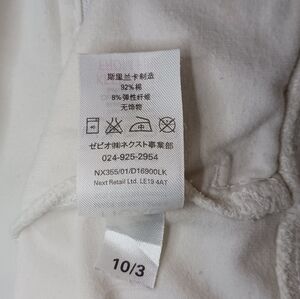 斯里兰卡制造
92%棉
8%弹性纤维
无饰物
ゼビオ㈱ネクスト事業部
024-925-2954
NX355/01/D16900LK
Next Retail Ltd. LE19 4AT
10/3